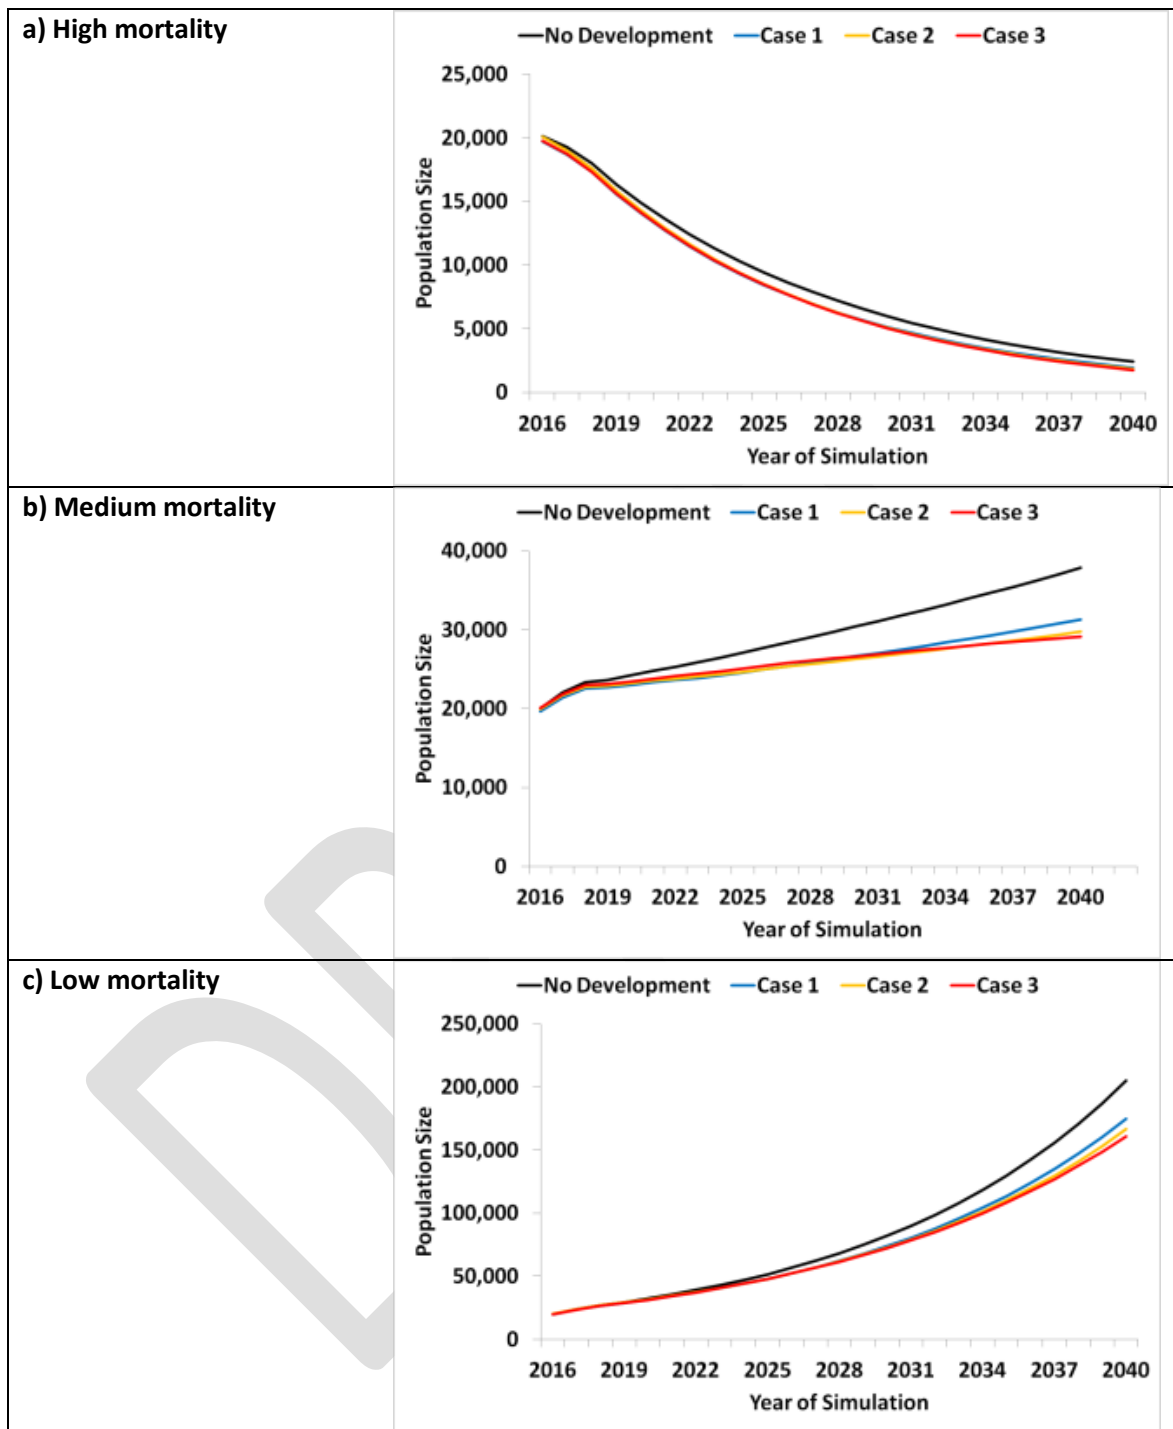 a) High mortality
No Development Case 1 Case 2 Case 3
25,000
20,000
15,000
10,000
5,000
0
Population Size
2016 2019 2022 2025 2028 2031 2034 2037 2040
Year of Simulation
b) Medium mortality
No Development Case 1 Case 2 Case 3
40,000
30,000
20,000
10,000
0
Population Size
2016 2019 2022 2025 2028 2031 2034 2037 2040
Year of Simulation
c) Low mortality
No Development Case 1 Case 2 Case 3
250,000
200,000
150,000
100,000
50,000
0
Population Size
2016 2019 2022 2025 2028 2031 2034 2037 2040
Year of Simulation